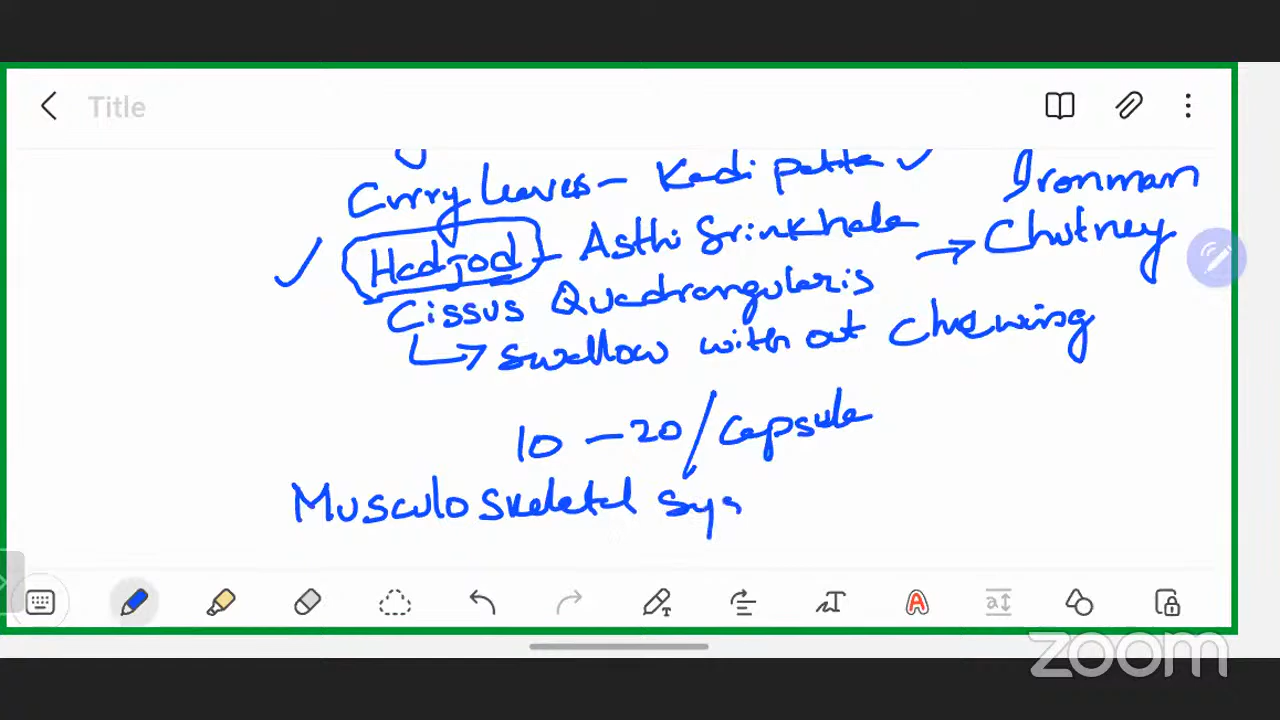 Title
Curry leaves - Kadi patta ✓ Ironman
✓ Hadjod - Asthi Srinkhala → Chutney
Cissus Quadrangularis
↳ swallow without chewing
10 - 20 / Capsule
Musculoskeletal sys
zoom